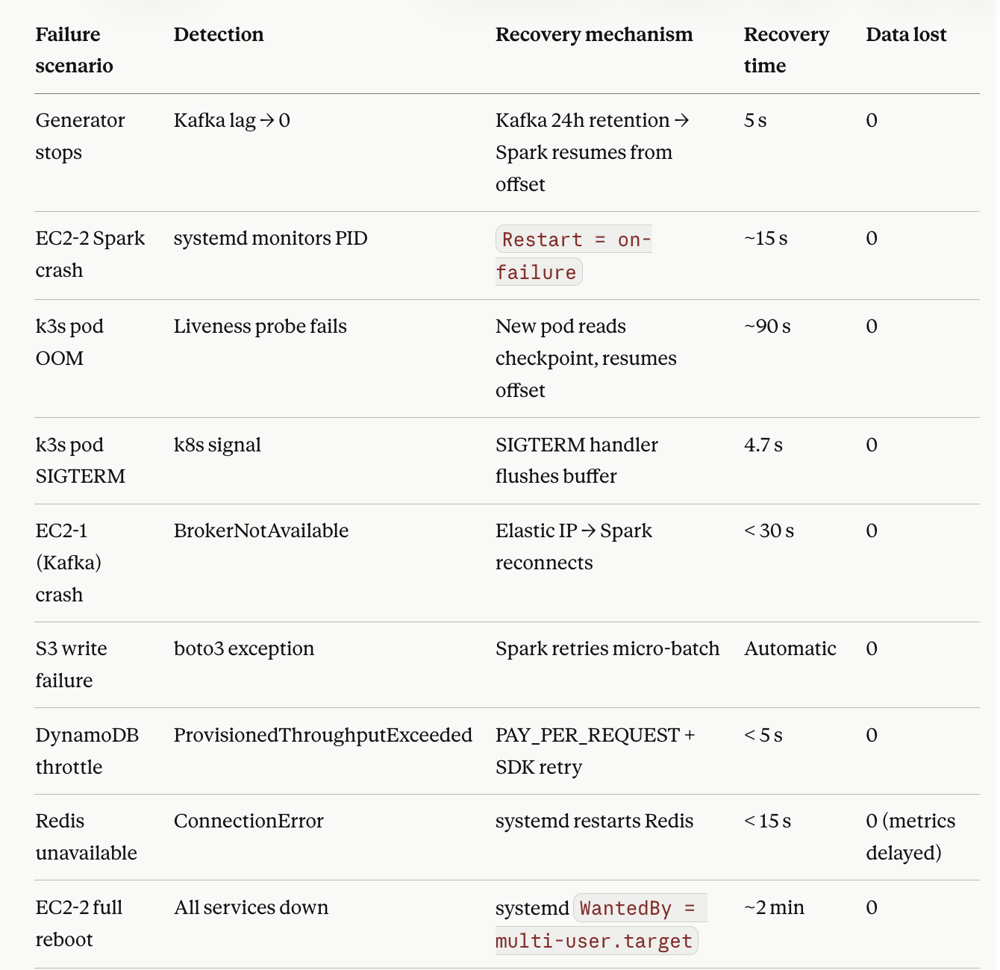 Failure scenario | Detection | Recovery mechanism | Recovery time | Data lost
Generator stops | Kafka lag → 0 | Kafka 24h retention → Spark resumes from offset | 5 s | 0
EC2-2 Spark crash | systemd monitors PID | Restart = on-failure | ~15 s | 0
k3s pod OOM | Liveness probe fails | New pod reads checkpoint, resumes offset | ~90 s | 0
k3s pod SIGTERM | k8s signal | SIGTERM handler flushes buffer | 4.7 s | 0
EC2-1 (Kafka) crash | BrokerNotAvailable | Elastic IP → Spark reconnects | < 30 s | 0
S3 write failure | boto3 exception | Spark retries micro-batch | Automatic | 0
DynamoDB throttle | ProvisionedThroughputExceeded | PAY_PER_REQUEST + SDK retry | < 5 s | 0
Redis unavailable | ConnectionError | systemd restarts Redis | < 15 s | 0 (metrics delayed)
EC2-2 full reboot | All services down | systemd WantedBy = multi-user.target | ~2 min | 0